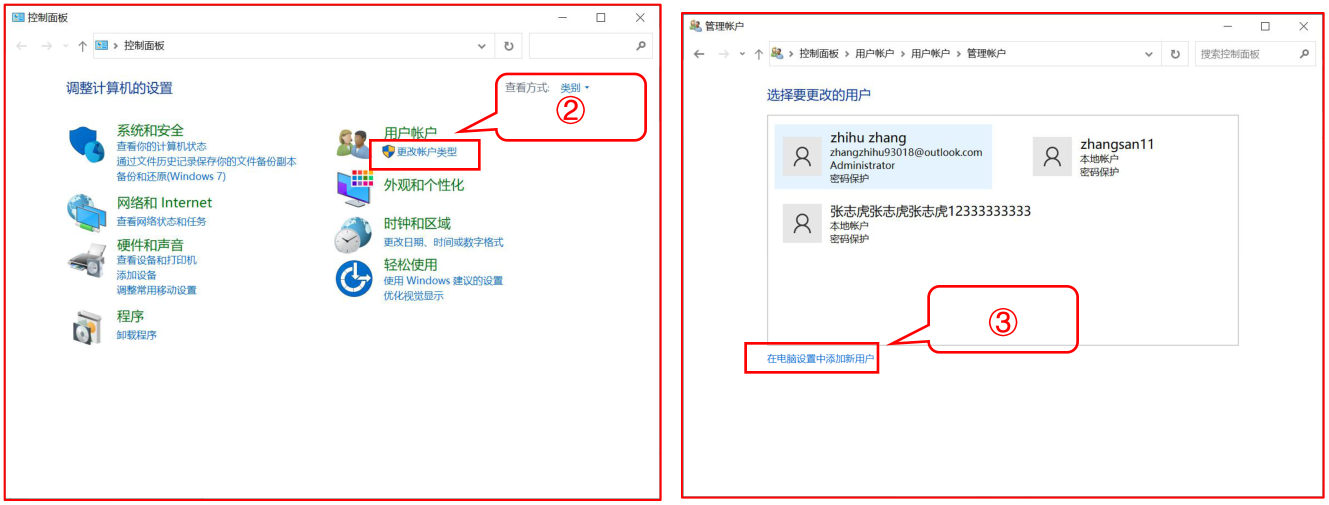 控制面板
控制面板
调整计算机的设置
查看方式: 类别
②
系统和安全
查看你的计算机状态
通过文件历史记录保存你的文件备份副本
备份和还原(Windows 7)
网络和 Internet
查看网络状态和任务
硬件和声音
查看设备和打印机
添加设备
调整常用移动设置
程序
卸载程序
用户帐户
更改帐户类型
外观和个性化
时钟和区域
更改日期、时间或数字格式
轻松使用
使用 Windows 建议的设置
优化视觉显示
管理帐户
控制面板 > 用户帐户 > 用户帐户 > 管理帐户
搜索控制面板
选择要更改的用户
zhihu zhang
zhangzhihu93018@outlook.com
Administrator
密码保护
zhangsan11
本地帐户
密码保护
张志虎张志虎张志虎12333333333
本地帐户
密码保护
③
在电脑设置中添加新用户